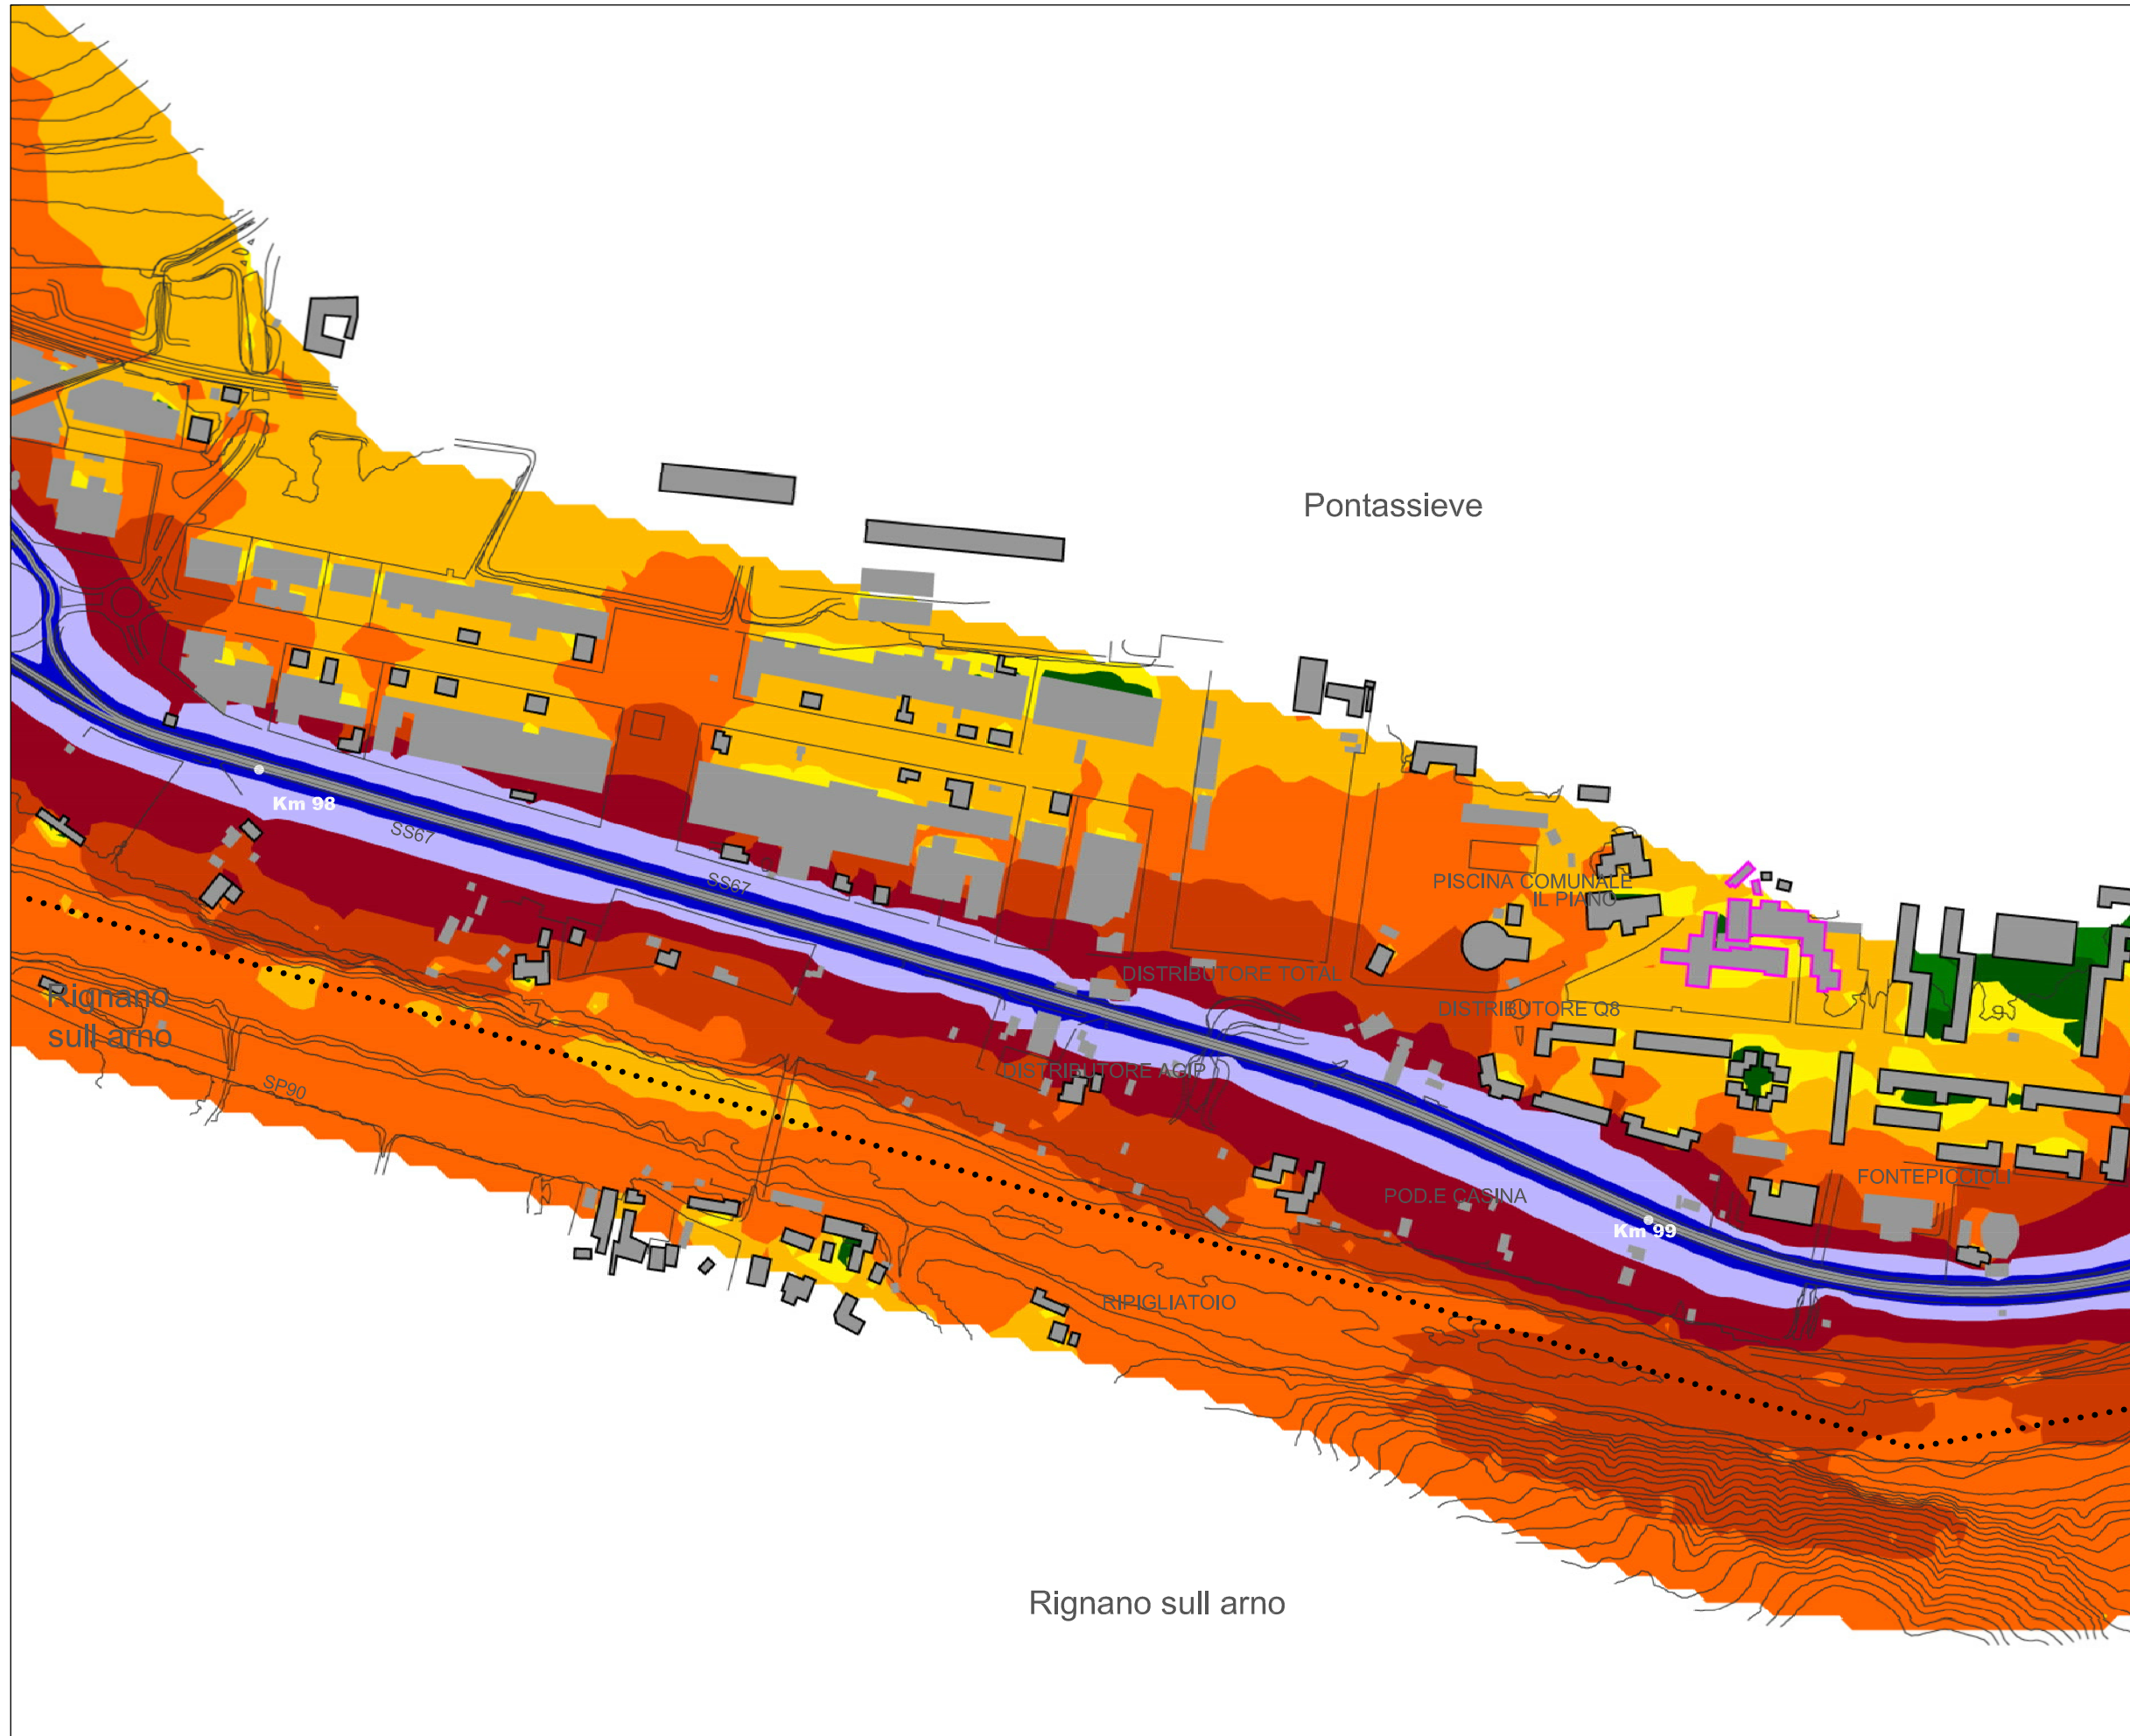 Pontassieve
Km 98
SS67
SS67
PISCINA COMUNALE
IL PIANO
DISTRIBUTORE TOTAL
Rignano
sull arno
DISTRIBUTORE Q8
DISTRIBUTORE AGIP
SP90
FONTEPICCIOLI
POD.E CASINA
Km 99
RIPIGLIATOIO
Rignano sull arno